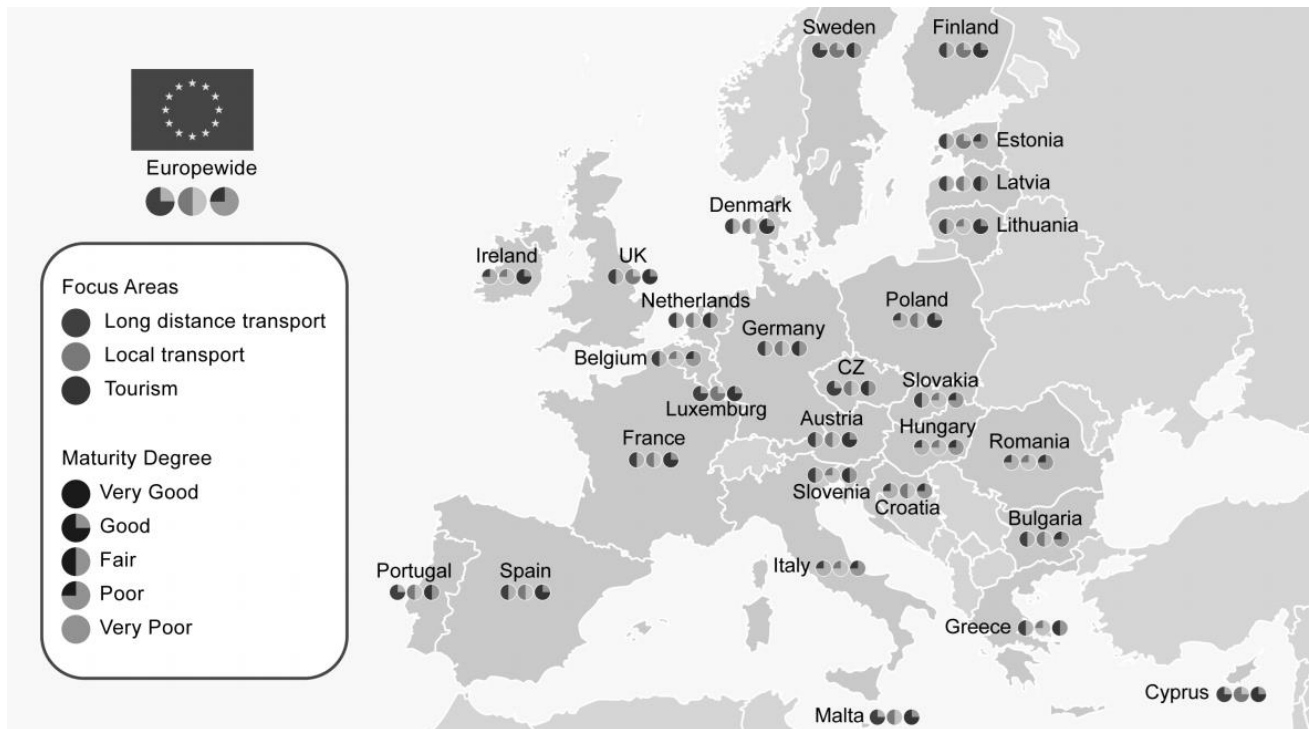 Sweden
Finland
Europewide
Estonia
Latvia
Denmark
Lithuania
Ireland
UK
Focus Areas
Netherlands
Poland
Long distance transport
Germany
Local transport
Belgium
CZ
Slovakia
Tourism
Luxemburg
Austria
Hungary
France
Romania
Maturity Degree
Slovenia
Croatia
Very Good
Bulgaria
Good
Fair
Italy
Portugal
Spain
Poor
Very Poor
Greece
Cyprus
Malta